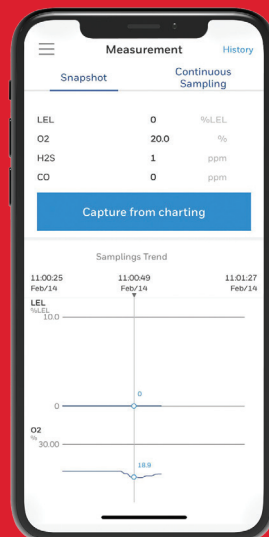 Measurement
History
Snapshot
Continuous
Sampling
LEL 0 %LEL
O2 20.0 %
H2S 1 ppm
CO 0 ppm
Capture from charting
Samplings Trend
11:00:25 11:00:49 11:01:27
Feb/14 Feb/14 Feb/14
LEL
%LEL
10.0
0
0
O2
%
30.00
18.9